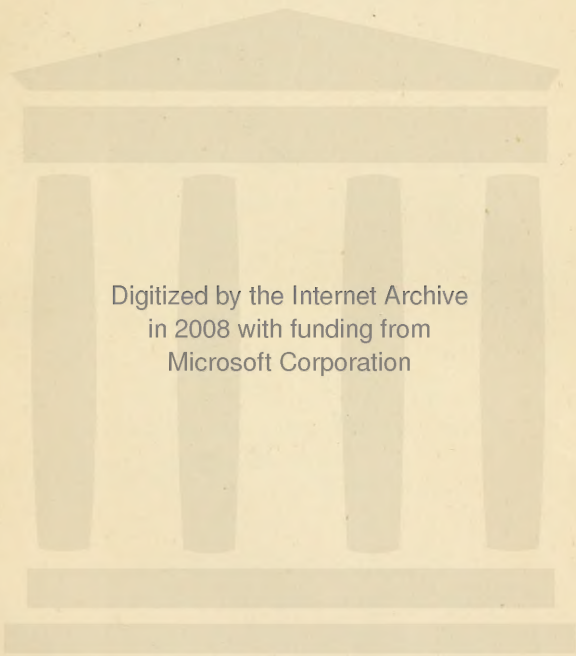 Digitized by the Internet Archive
in 2008 with funding from
Microsoft Corporation